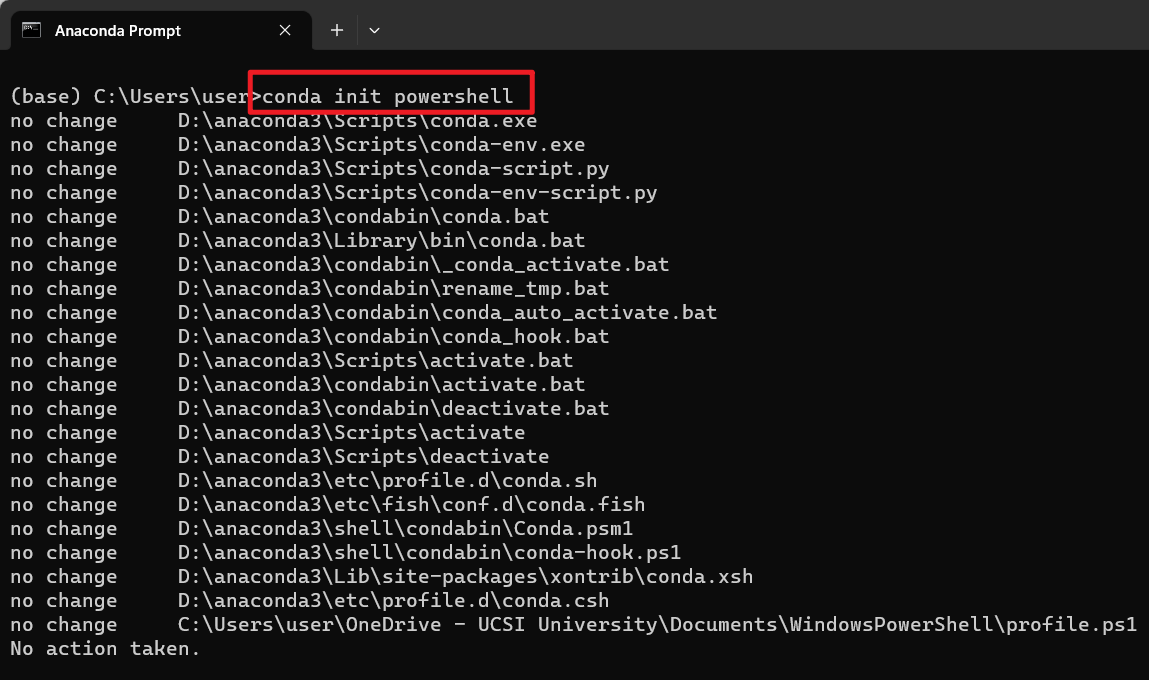 Anaconda Prompt
(base) C:\Users\user>conda init powershell
no change     D:\anaconda3\Scripts\conda.exe
no change     D:\anaconda3\Scripts\conda-env.exe
no change     D:\anaconda3\Scripts\conda-script.py
no change     D:\anaconda3\Scripts\conda-env-script.py
no change     D:\anaconda3\condabin\conda.bat
no change     D:\anaconda3\Library\bin\conda.bat
no change     D:\anaconda3\condabin\_conda_activate.bat
no change     D:\anaconda3\condabin\rename_tmp.bat
no change     D:\anaconda3\condabin\conda_auto_activate.bat
no change     D:\anaconda3\condabin\conda_hook.bat
no change     D:\anaconda3\Scripts\activate.bat
no change     D:\anaconda3\condabin\activate.bat
no change     D:\anaconda3\condabin\deactivate.bat
no change     D:\anaconda3\Scripts\activate
no change     D:\anaconda3\Scripts\deactivate
no change     D:\anaconda3\etc\profile.d\conda.sh
no change     D:\anaconda3\etc\fish\conf.d\conda.fish
no change     D:\anaconda3\shell\condabin\Conda.psm1
no change     D:\anaconda3\shell\condabin\conda-hook.ps1
no change     D:\anaconda3\Lib\site-packages\xontrib\conda.xsh
no change     D:\anaconda3\etc\profile.d\conda.csh
no change     C:\Users\user\OneDrive - UCSI University\Documents\WindowsPowerShell\profile.ps1
No action taken.